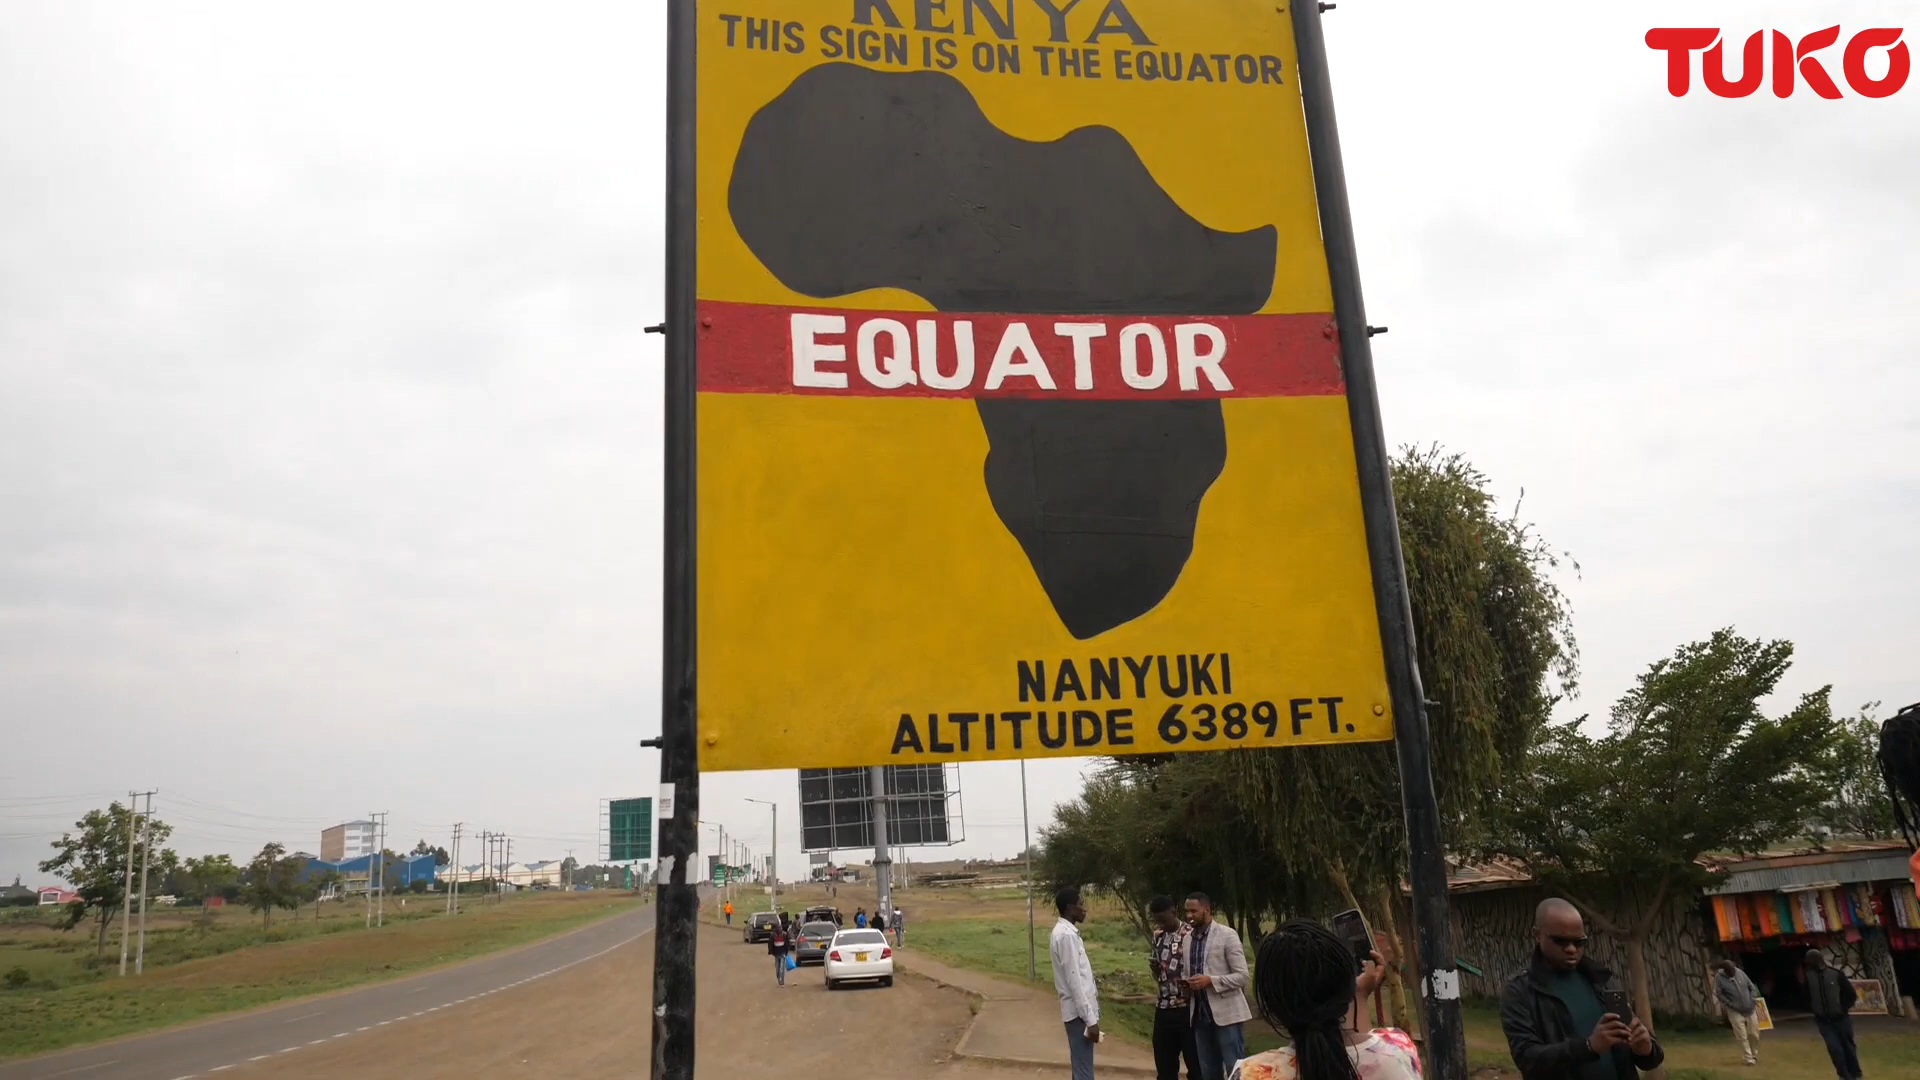 TUKO
KENYA
THIS SIGN IS ON THE EQUATOR
EQUATOR
NANYUKI
ALTITUDE 6389 FT.